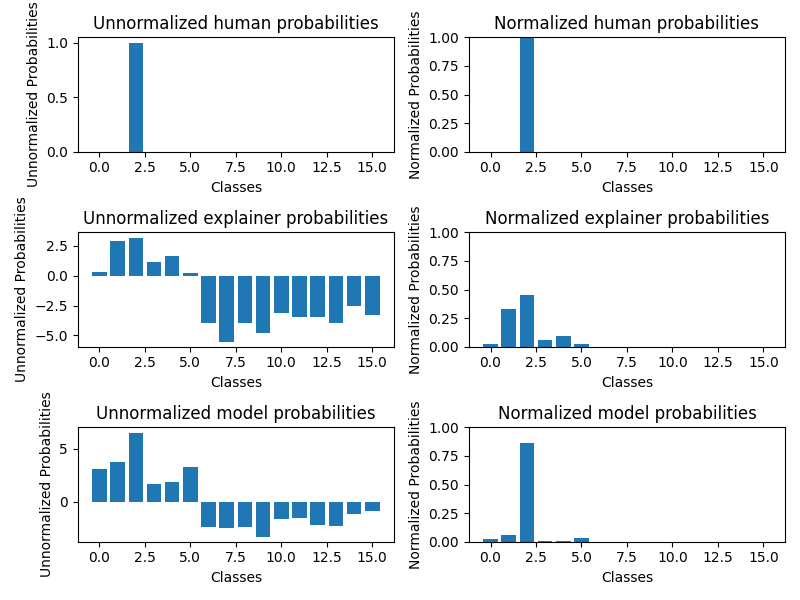 Unnormalized human probabilities
Unnormalized Probabilities
1.0
0.5
0.0
0.0 2.5 5.0 7.5 10.0 12.5 15.0
Classes
Normalized human probabilities
Normalized Probabilities
1.00
0.75
0.50
0.25
0.00
0.0 2.5 5.0 7.5 10.0 12.5 15.0
Classes
Unnormalized explainer probabilities
Unnormalized Probabilities
2.5
0.0
−2.5
−5.0
0.0 2.5 5.0 7.5 10.0 12.5 15.0
Classes
Normalized explainer probabilities
Normalized Probabilities
1.00
0.75
0.50
0.25
0.00
0.0 2.5 5.0 7.5 10.0 12.5 15.0
Classes
Unnormalized model probabilities
Unnormalized Probabilities
5
0
0.0 2.5 5.0 7.5 10.0 12.5 15.0
Classes
Normalized model probabilities
Normalized Probabilities
1.00
0.75
0.50
0.25
0.00
0.0 2.5 5.0 7.5 10.0 12.5 15.0
Classes